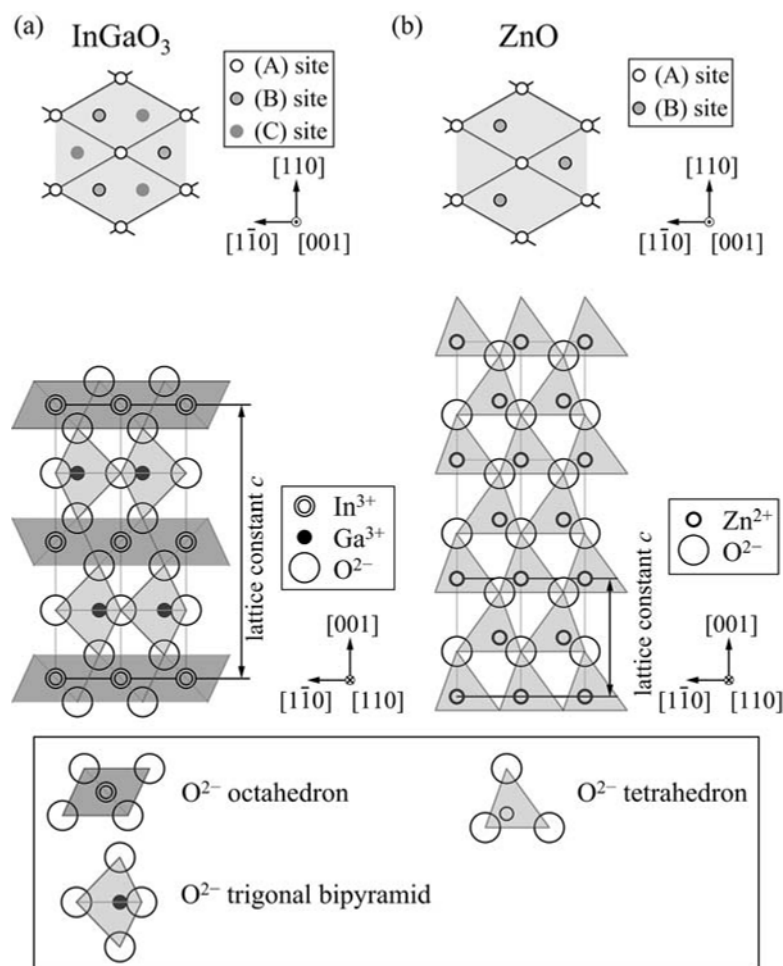 (a) InGaO₃
(A) site
(B) site
(C) site
[110]
[11̄0] [001]
(b) ZnO
(A) site
(B) site
[110]
[11̄0] [001]
lattice constant c
In³⁺
Ga³⁺
O²⁻
[001]
[11̄0] [110]
lattice constant c
Zn²⁺
O²⁻
[001]
[11̄0] [110]
O²⁻ octahedron
O²⁻ tetrahedron
O²⁻ trigonal bipyramid